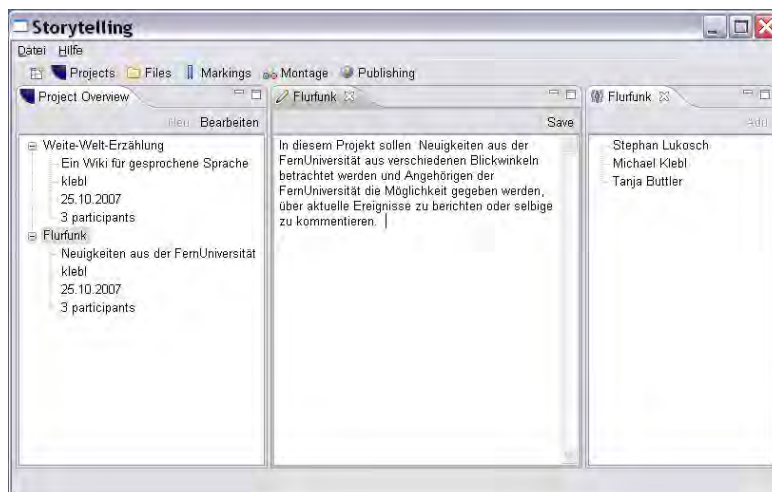 Storytelling
Datei Hilfe
Projects Files Markings Montage Publishing
Project Overview
Neu Bearbeiten
Weite-Welt-Erzählung
Ein Wiki für gesprochene Sprache
klebl
25.10.2007
3 participants
Flurfunk
Neuigkeiten aus der FernUniversität
klebl
25.10.2007
3 participants
Flurfunk
Save
In diesem Projekt sollen Neuigkeiten aus der
FernUniversität aus verschiedenen Blickwinkeln
betrachtet werden und Angehörigen der
FernUniversität die Möglichkeit gegeben werden,
über aktuelle Ereignisse zu berichten oder selbige
zu kommentieren.
Flurfunk
Add
Stephan Lukosch
Michael Klebl
Tanja Buttler